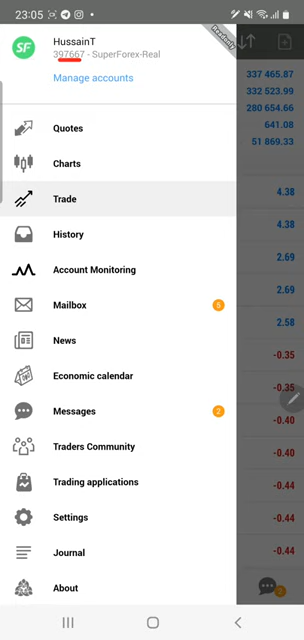 23:05
SF
HussainT
397667 - SuperForex-Real
Manage accounts
Readonly
Quotes
Charts
Trade
History
Account Monitoring
Mailbox 5
News
Economic calendar
Messages 2
Traders Community
Trading applications
Settings
Journal
About
337 465.87
332 523.99
280 654.66
641.08
51 869.33
4.38
4.38
2.69
2.69
2.58
-0.35
-0.35
-0.40
-0.40
-0.44
-0.44
-0.44
2